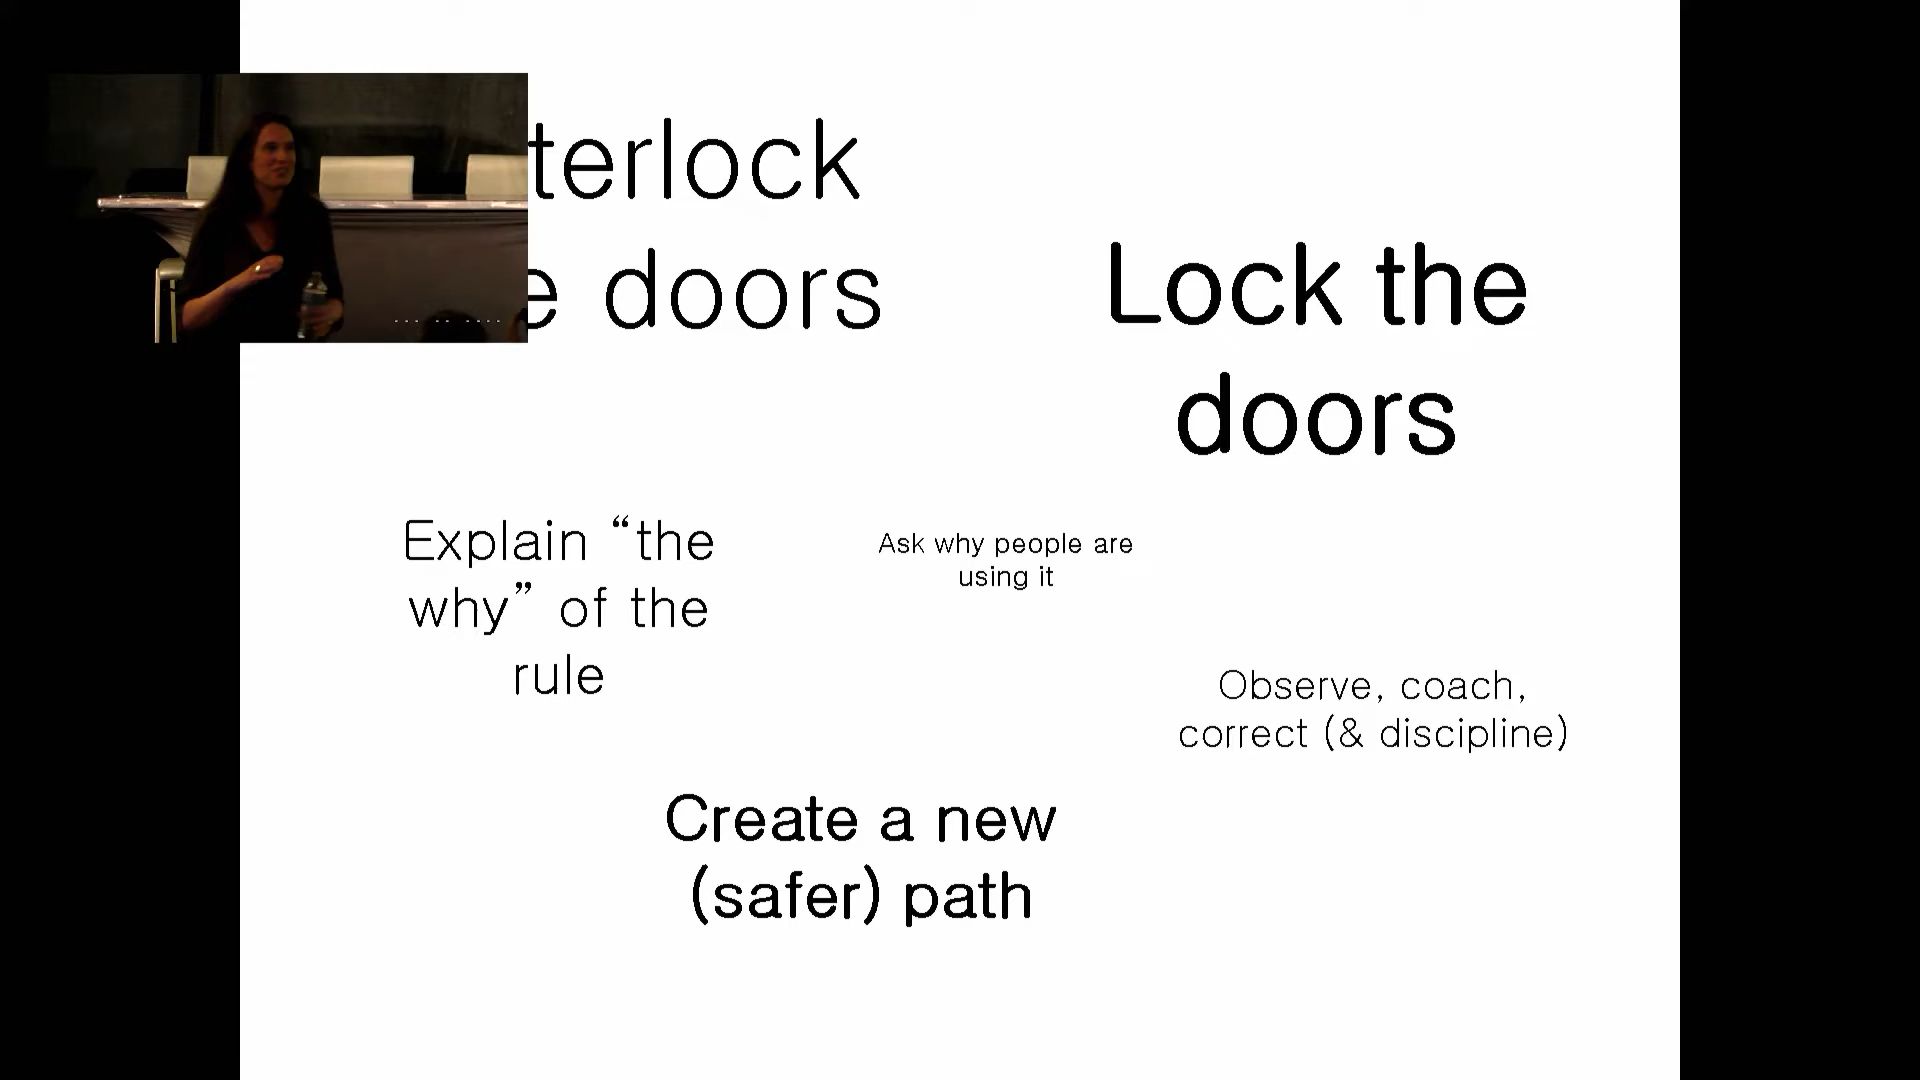 terlock
e doors
Lock the
doors
Explain “the
why” of the
rule
Ask why people are
using it
Observe, coach,
correct (& discipline)
Create a new
(safer) path